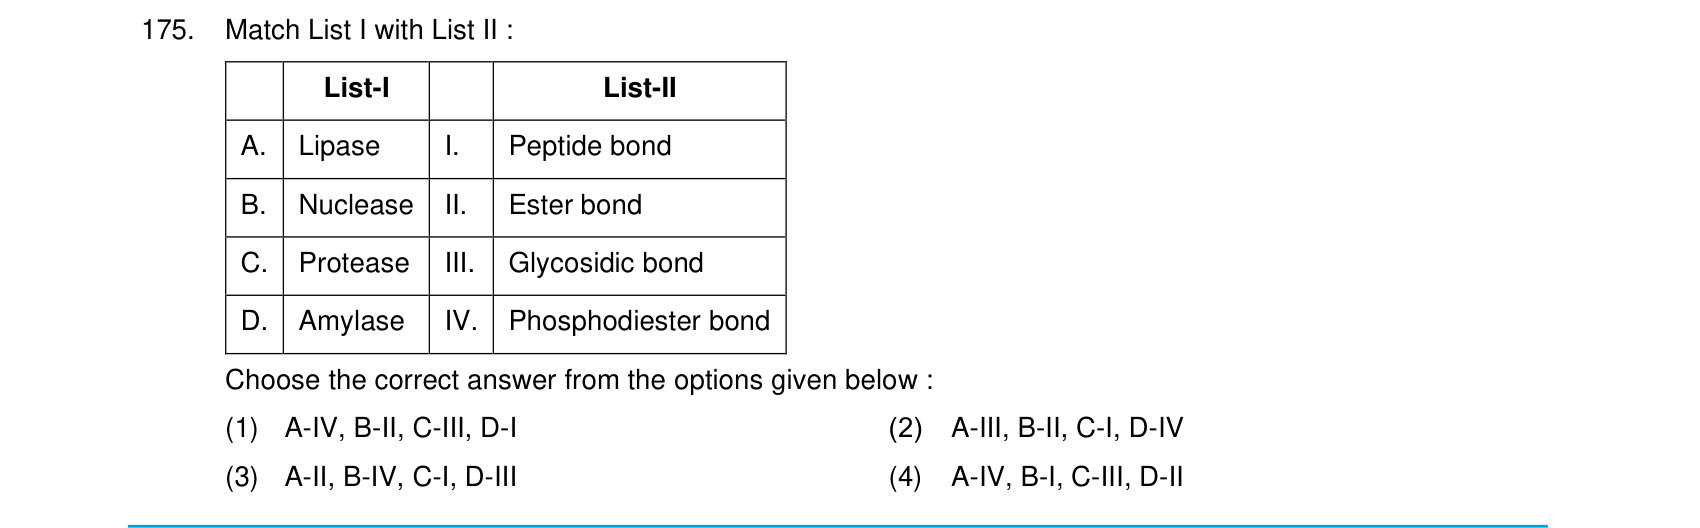 175. Match List I with List II :
List-I List-II
A. Lipase I. Peptide bond
B. Nuclease II. Ester bond
C. Protease III. Glycosidic bond
D. Amylase IV. Phosphodiester bond
Choose the correct answer from the options given below :
(1) A-IV, B-II, C-III, D-I (2) A-III, B-II, C-I, D-IV
(3) A-II, B-IV, C-I, D-III (4) A-IV, B-I, C-III, D-II